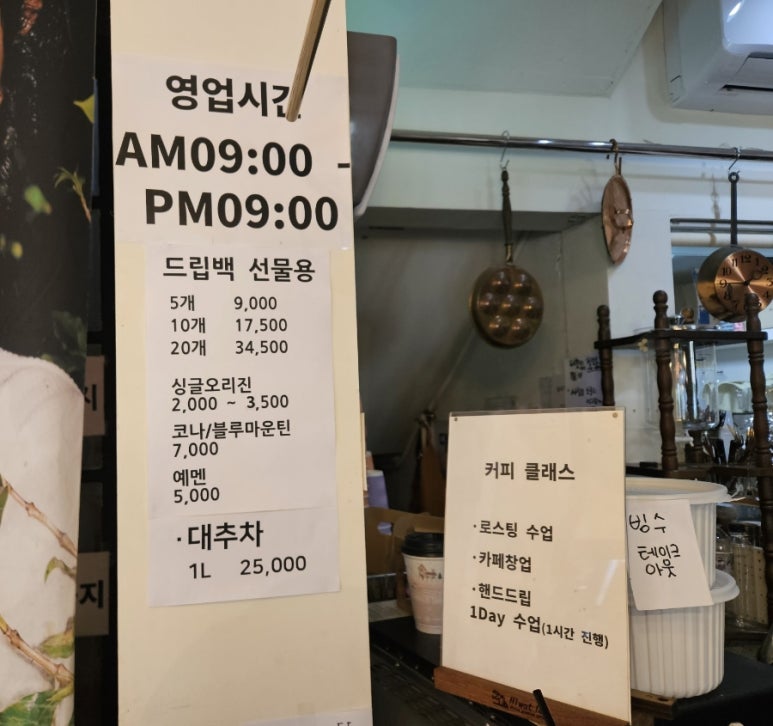 영업시간
AM09:00 -
PM09:00
드립백 선물용
5개 9,000
10개 17,500
20개 34,500
싱글오리진
2,000 ~ 3,500
코나/블루마운틴
7,000
예멘
5,000
·대추차
1L 25,000
커피 클래스
·로스팅 수업
·카페창업
·핸드드립
1Day 수업(1시간 진행)
빙수
테이크
아웃
시
지